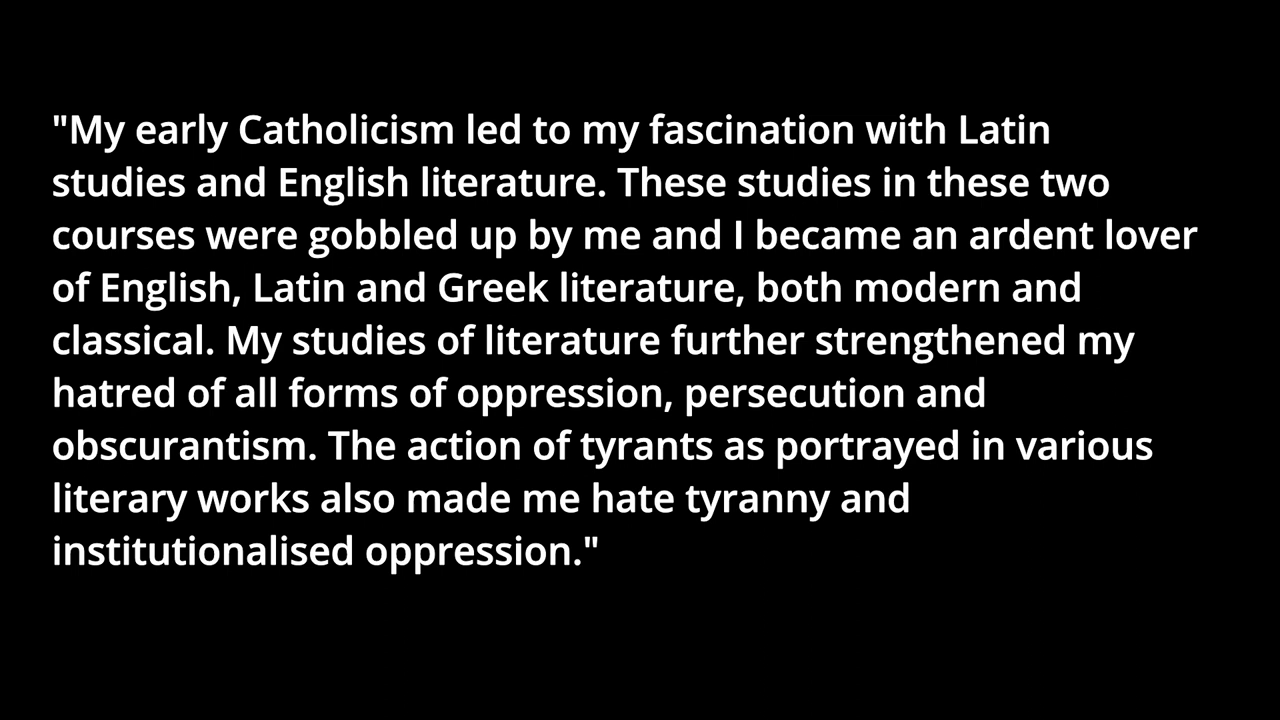 "My early Catholicism led to my fascination with Latin
studies and English literature. These studies in these two
courses were gobbled up by me and I became an ardent lover
of English, Latin and Greek literature, both modern and
classical. My studies of literature further strengthened my
hatred of all forms of oppression, persecution and
obscurantism. The action of tyrants as portrayed in various
literary works also made me hate tyranny and
institutionalised oppression."